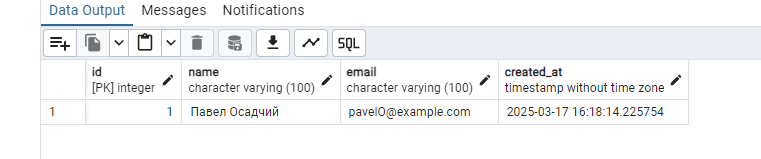 Data Output Messages Notifications
SQL
id name email created_at
[PK] integer character varying (100) character varying (100) timestamp without time zone
1 1 Павел Осадчий pavelO@example.com 2025-03-17 16:18:14.225754